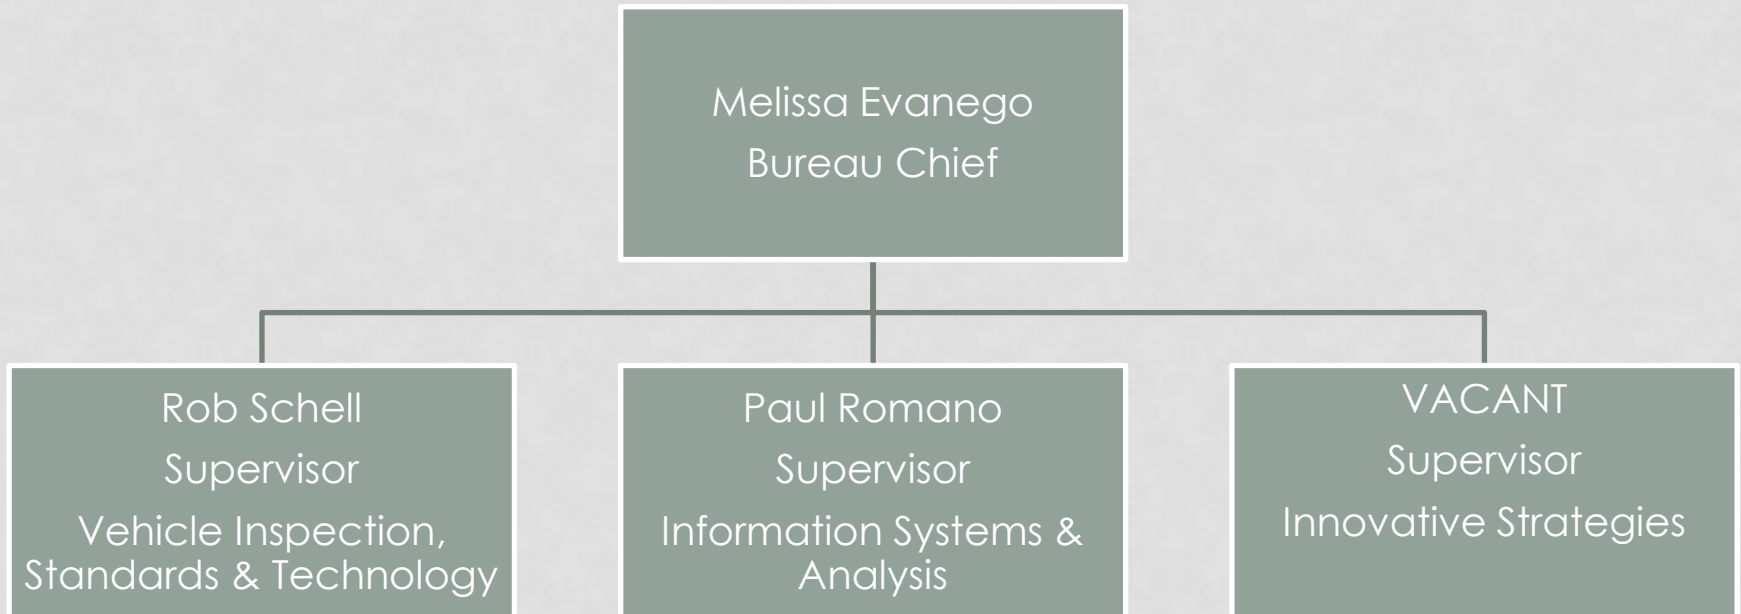 Melissa Evanego
Bureau Chief
Rob Schell
Supervisor
Vehicle Inspection,
Standards & Technology
Paul Romano
Supervisor
Information Systems &
Analysis
VACANT
Supervisor
Innovative Strategies